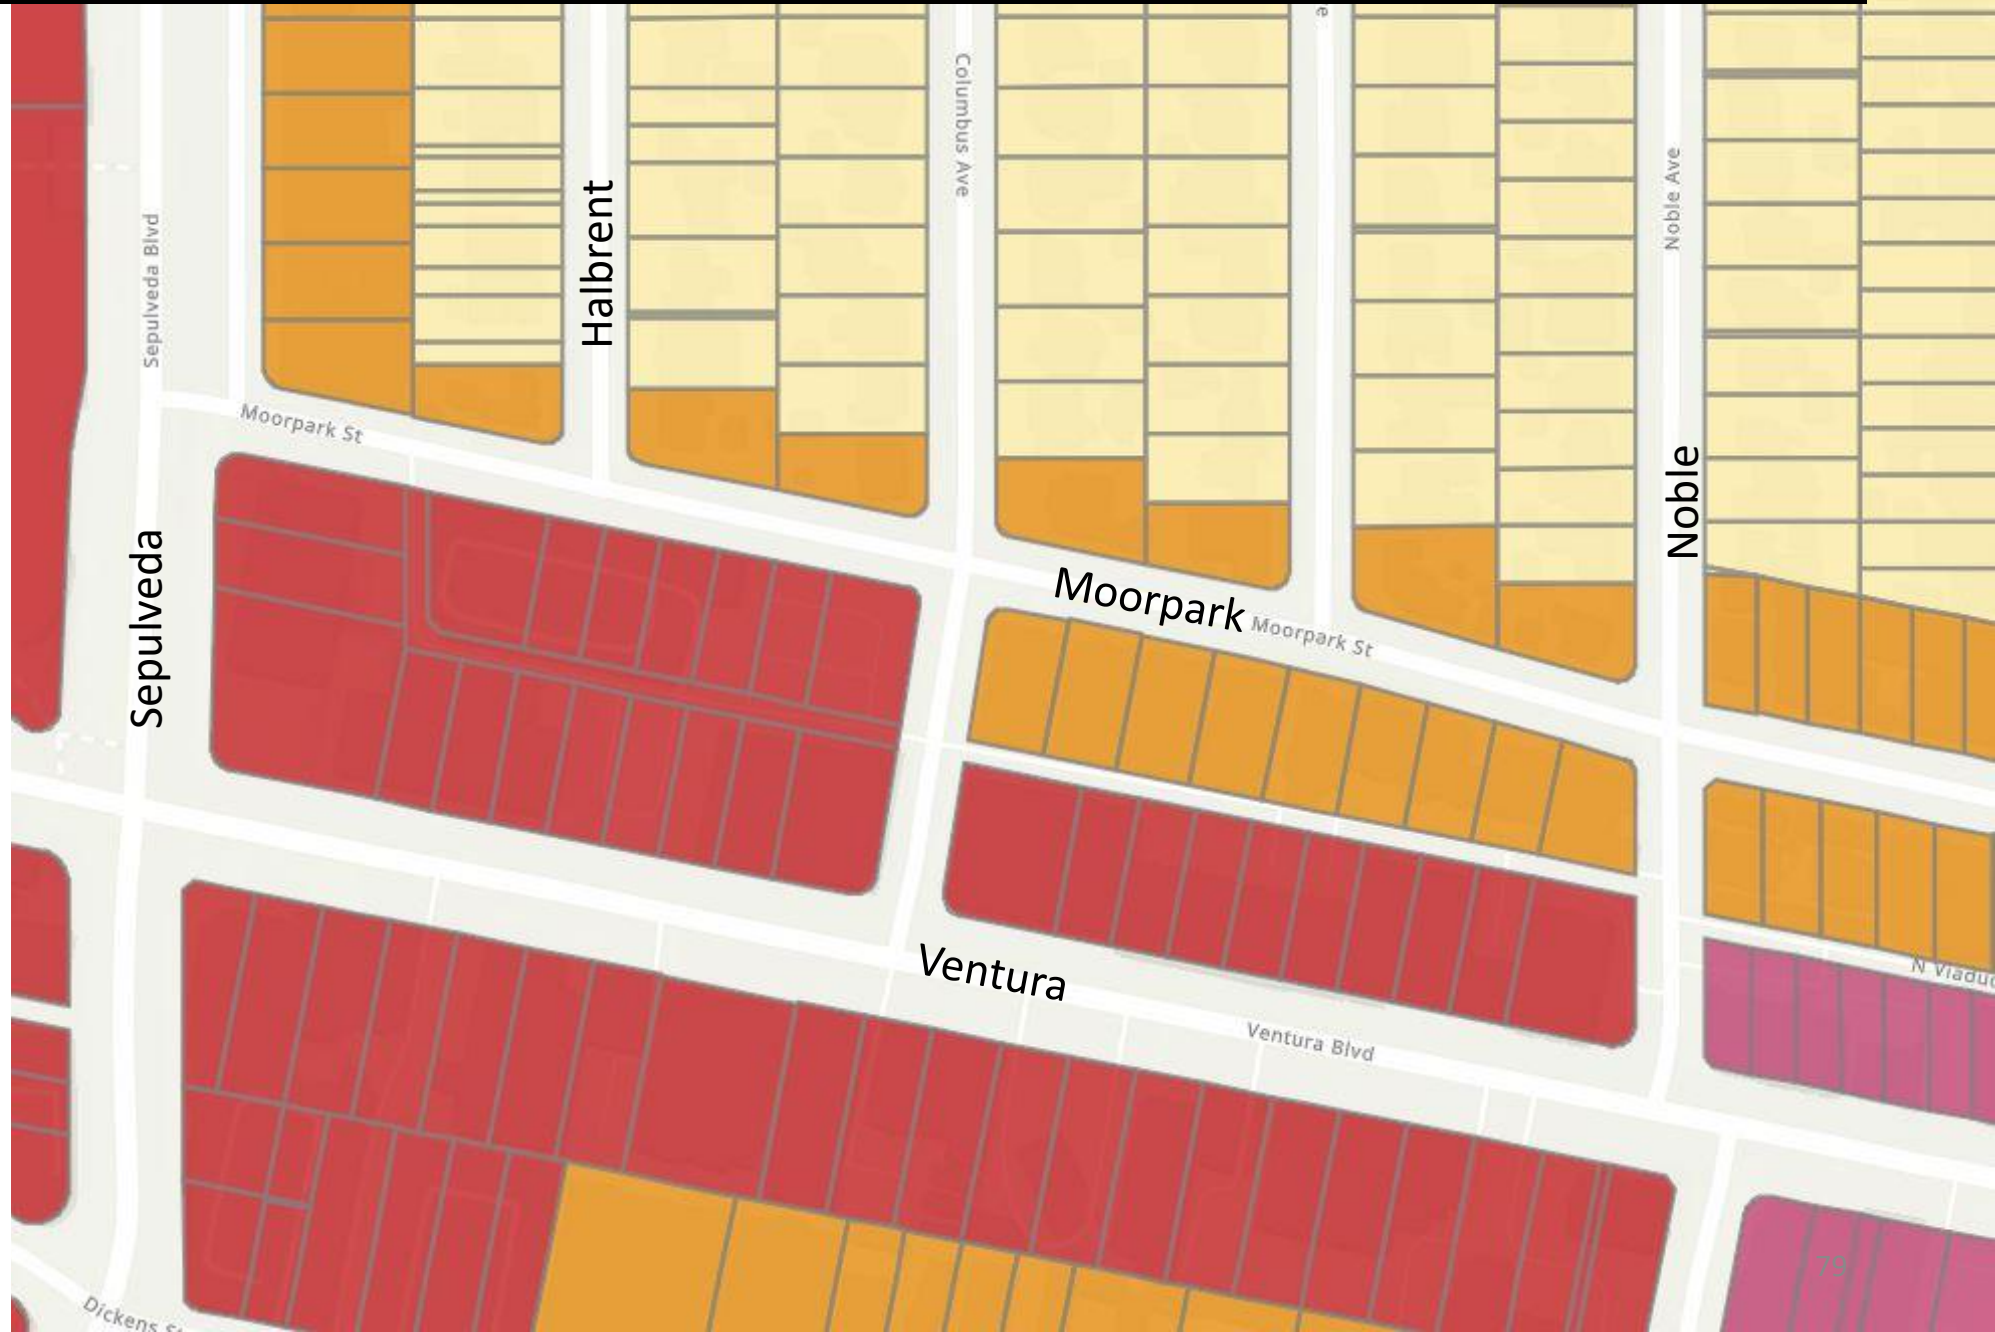 e
Columbus Ave
Noble Ave
Halbrent
Sepulveda Blvd
Moorpark St
Noble
Sepulveda
Moorpark
Moorpark St
Ventura
N Viaduc
Ventura Blvd
79
Dickens St